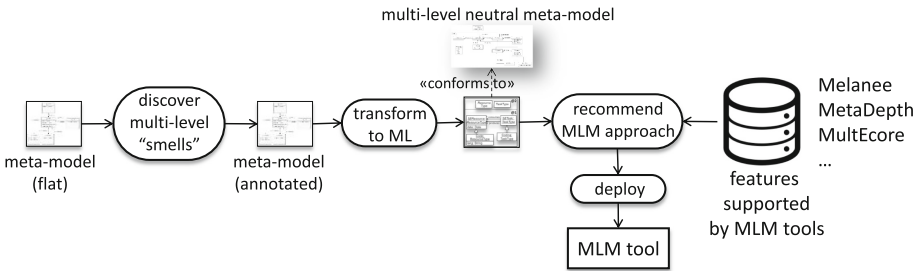 multi-level neutral meta-model
«conforms to»
discover
multi-level
“smells”
transform
to ML
recommend
MLM approach
Melanee
MetaDepth
MultEcore
...
meta-model
(flat)
meta-model
(annotated)
deploy
features
supported
by MLM tools
MLM tool